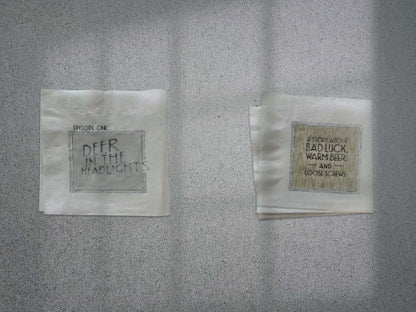 EPISODE ONE:
DEER
IN THE
HEADLIGHTS
A STORY ABOUT
BAD LUCK,
WARM BEER,
AND
LOOSE SCREWS